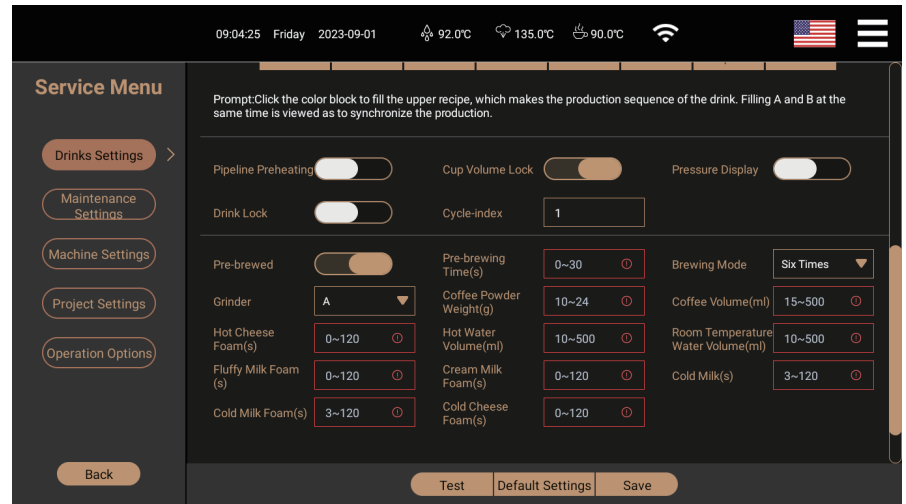 09:04:25 Friday 2023-09-01 92.0℃ 135.0℃ 90.0℃
Service Menu
Prompt:Click the color block to fill the upper recipe, which makes the production sequence of the drink. Filling A and B at the
same time is viewed as to synchronize the production.
Drinks Settings
Maintenance
Settings
Machine Settings
Project Settings
Operation Options
Back
Pipeline Preheating
Cup Volume Lock
Pressure Display
Drink Lock
Cycle-index 1
Pre-brewed
Pre-brewing
Time(s) 0~30
Brewing Mode Six Times
Grinder A
Coffee Powder
Weight(g) 10~24
Coffee Volume(ml) 15~500
Hot Cheese
Foam(s) 0~120
Hot Water
Volume(ml) 10~500
Room Temperature
Water Volume(ml) 10~500
Fluffy Milk Foam
(s) 0~120
Cream Milk
Foam(s) 0~120
Cold Milk(s) 3~120
Cold Milk Foam(s) 3~120
Cold Cheese
Foam(s) 0~120
Test Default Settings Save